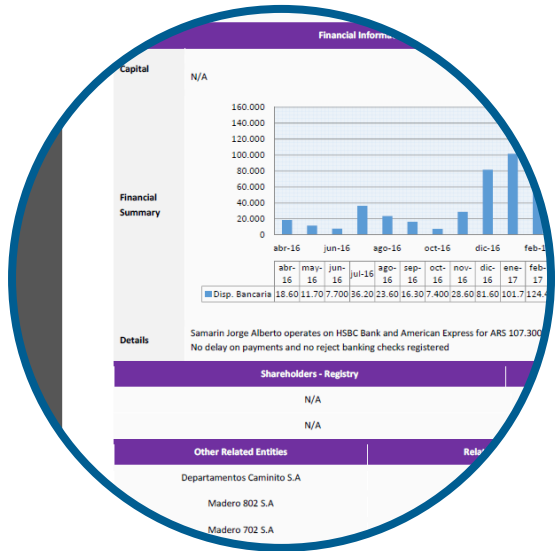 Financial
Capital
N/A
160.000
140.000
120.000
100.000
80.000
60.000
40.000
20.000
0
abr-16 jun-16 ago-16 oct-16 dic-16
Financial
Summary
abr-16 may-16 jun-16 jul-16 ago-16 sep-16 oct-16 nov-16 dic-16 ene-17 feb-
Disp. Bancaria 18.60 11.70 7.700 36.20 23.60 16.30 7.400 28.60 81.60 101.7 124.
Details
Samarin Jorge Alberto operates on HSBC Bank and American Express for ARS 107.300
No delay on payments and no reject banking checks registered
Shareholders - Registry
N/A
N/A
Other Related Entities
Departamentos Caminito S.A
Madero 802 S.A
Madero 702 S.A